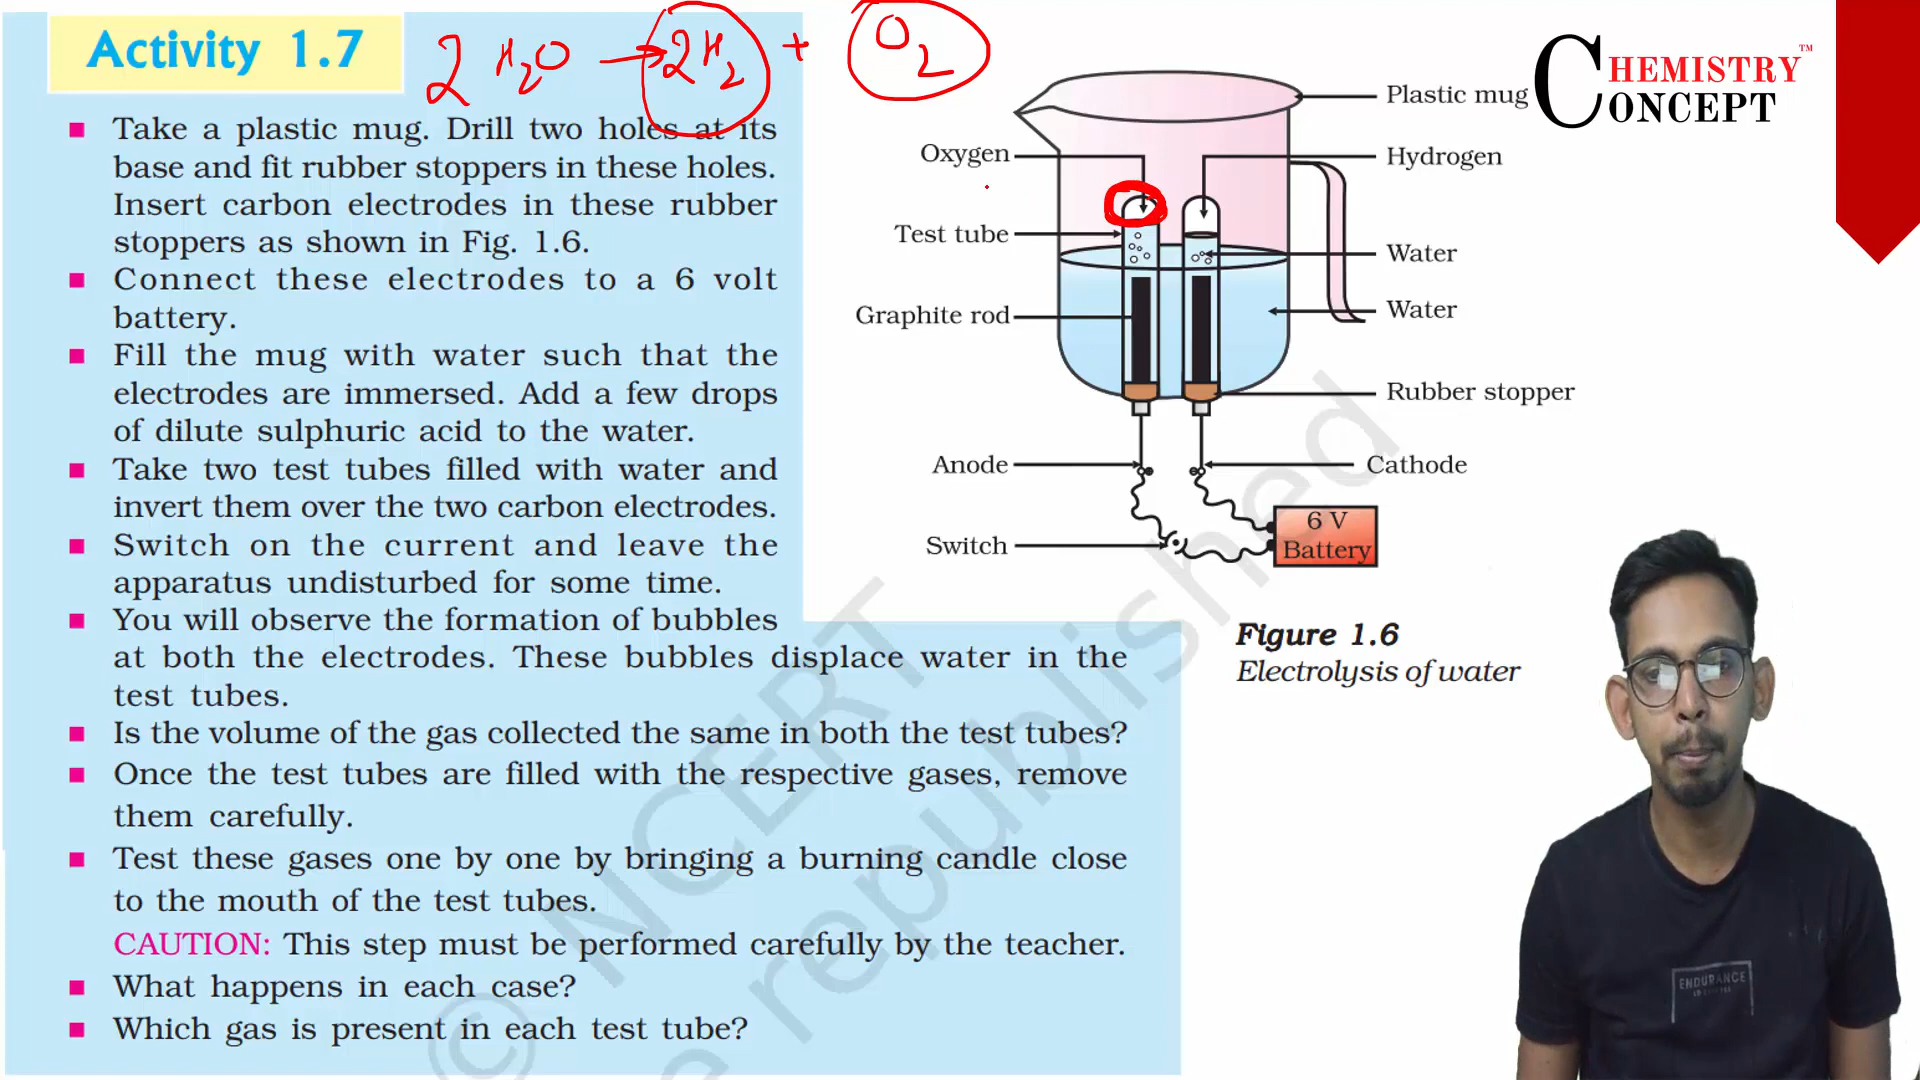 Activity 1.7
2 H₂O → 2H₂ + O₂
Take a plastic mug. Drill two holes at its
base and fit rubber stoppers in these holes.
Insert carbon electrodes in these rubber
stoppers as shown in Fig. 1.6.
Connect these electrodes to a 6 volt
battery.
Fill the mug with water such that the
electrodes are immersed. Add a few drops
of dilute sulphuric acid to the water.
Take two test tubes filled with water and
invert them over the two carbon electrodes.
Switch on the current and leave the
apparatus undisturbed for some time.
You will observe the formation of bubbles
at both the electrodes. These bubbles displace water in the
test tubes.
Is the volume of the gas collected the same in both the test tubes?
Once the test tubes are filled with the respective gases, remove
them carefully.
Test these gases one by one by bringing a burning candle close
to the mouth of the test tubes.
CAUTION: This step must be performed carefully by the teacher.
What happens in each case?
Which gas is present in each test tube?
Oxygen
Test tube
Graphite rod
Anode
Switch
Plastic mug
Hydrogen
Water
Water
Rubber stopper
Cathode
6 V
Battery
Figure 1.6
Electrolysis of water
CHEMISTRY™
CONCEPT
© NCERT
republished
ENDURANCE